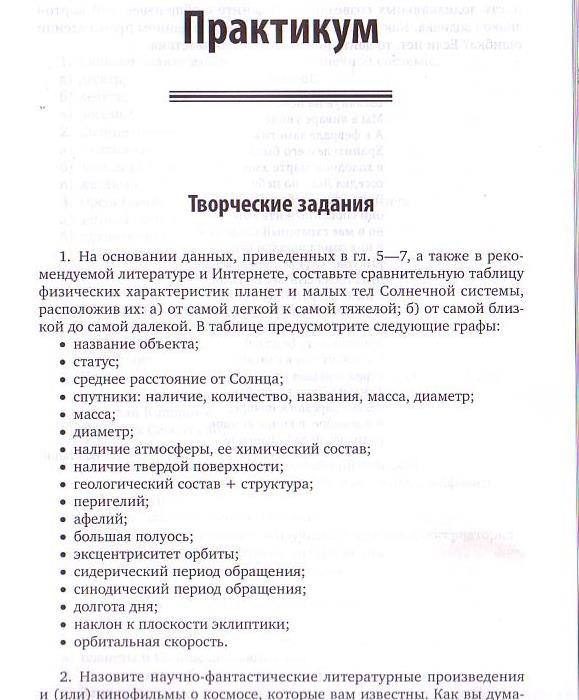 Практикум
Творческие задания
1. На основании данных, приведенных в гл. 5—7, а также в реко-
мендуемой литературе и Интернете, составьте сравнительную таблицу
физических характеристик планет и малых тел Солнечной системы,
расположив их: а) от самой легкой к самой тяжелой; б) от самой близ-
кой до самой далекой. В таблице предусмотрите следующие графы:
• название объекта;
• статус;
• среднее расстояние от Солнца;
• спутники: наличие, количество, названия, масса, диаметр;
• масса;
• диаметр;
• наличие атмосферы, ее химический состав;
• наличие твердой поверхности;
• геологический состав + структура;
• перигелий;
• афелий;
• большая полуось;
• эксцентриситет орбиты;
• сидерический период обращения;
• синодический период обращения;
• долгота дня;
• наклон к плоскости эклиптики;
• орбитальная скорость.
2. Назовите научно-фантастические литературные произведения
и (или) кинофильмы о космосе, которые вам известны. Как вы дума-